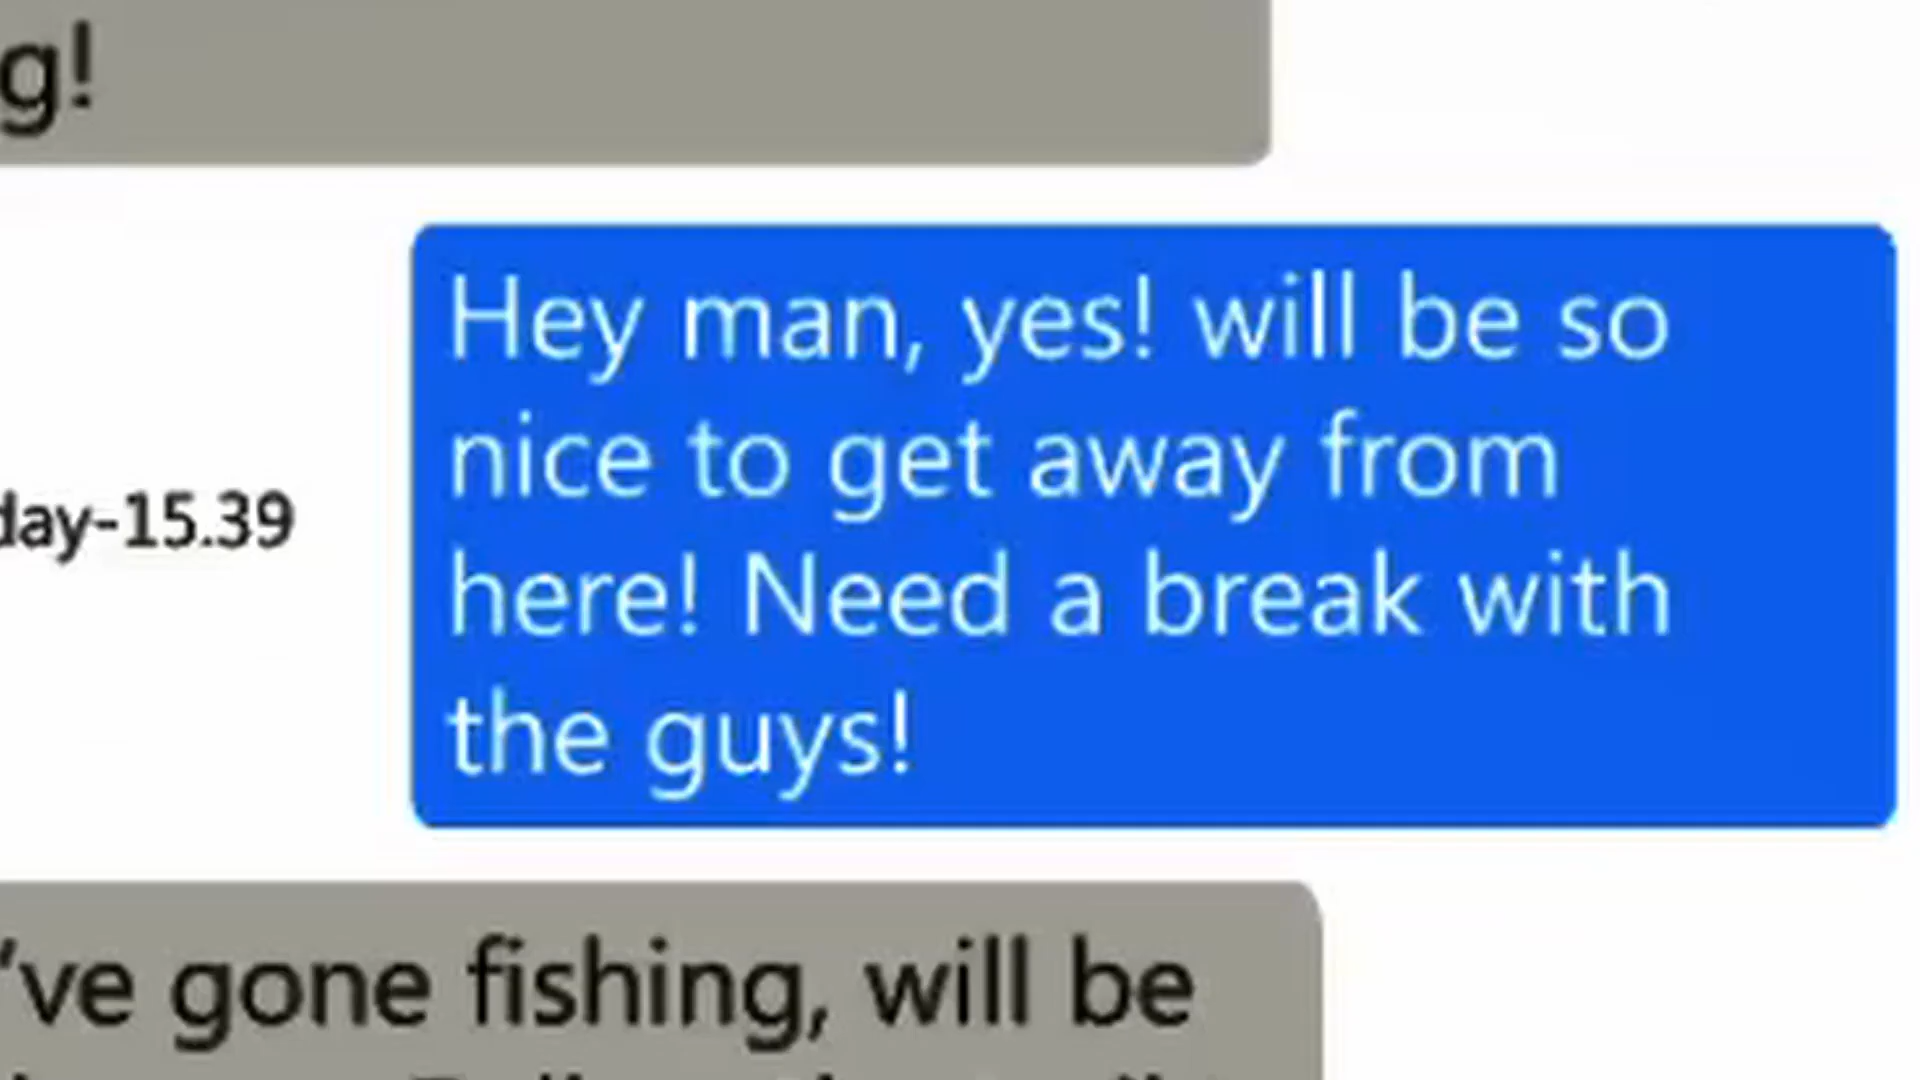 g!
Hey man, yes! will be so
nice to get away from
day-15.39
here! Need a break with
the guys!
've gone fishing, will be